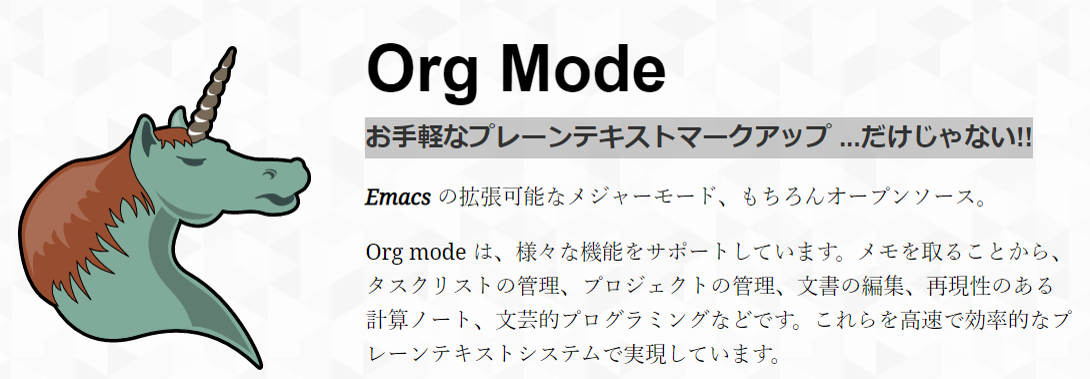 Org Mode
お手軽なプレーンテキストマークアップ ...だけじゃない!!
Emacs の拡張可能なメジャーモード、もちろんオープンソース。
Org mode は、様々な機能をサポートしています。メモを取ることから、
タスクリストの管理、プロジェクトの管理、文書の編集、再現性のある
計算ノート、文芸的プログラミングなどです。これらを高速で効率的なプ
レーンテキストシステムで実現しています。